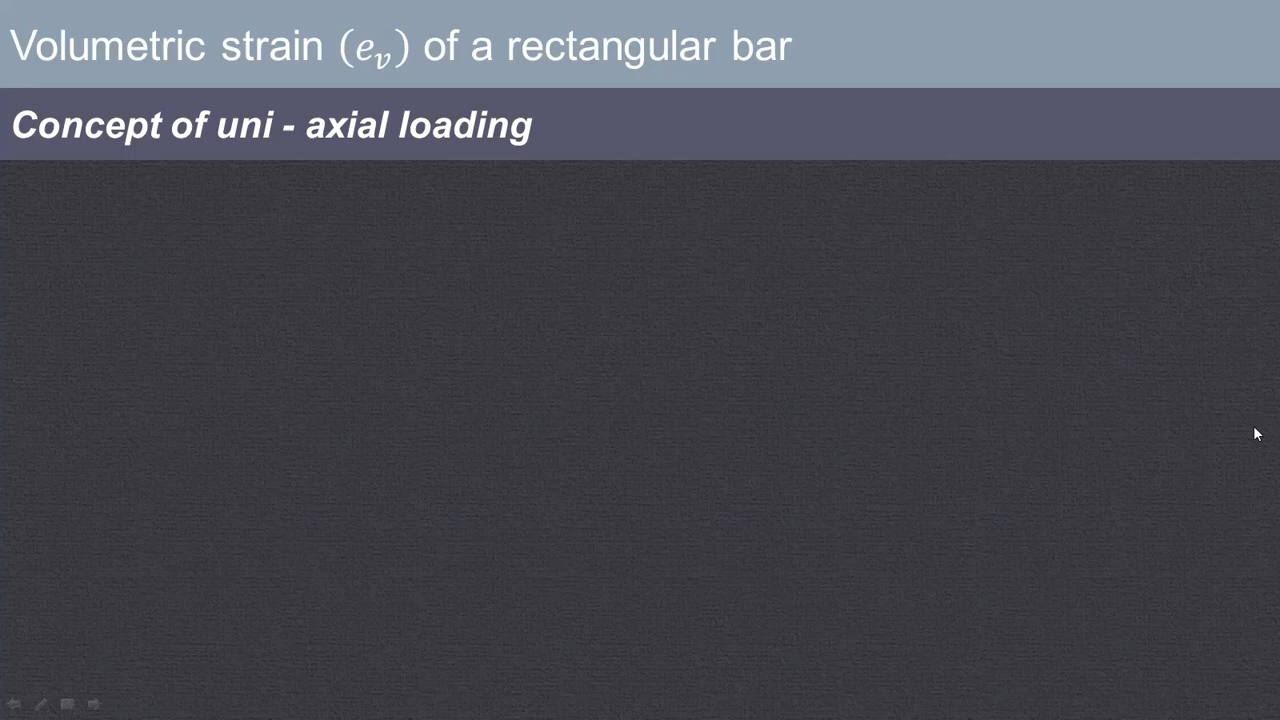 Volumetric strain (e_v) of a rectangular bar
Concept of uni - axial loading